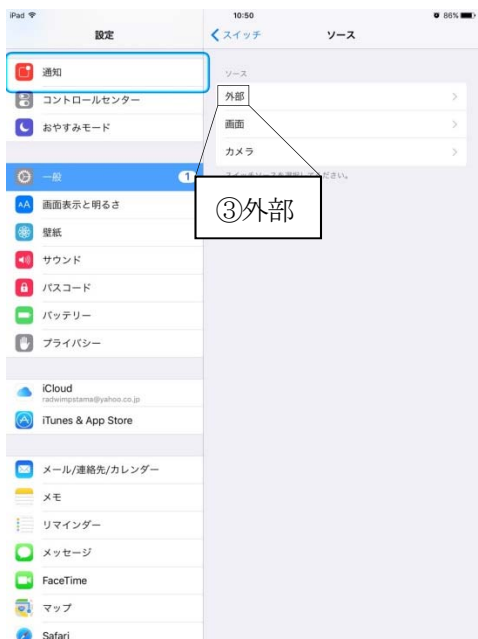 iPad
10:50
86%
設定
スイッチ
ソース
通知
コントロールセンター
おやすみモード
一般
1
画面表示と明るさ
壁紙
サウンド
パスコード
バッテリー
プライバシー
iCloud
radwimpstama@yahoo.co.jp
iTunes & App Store
メール/連絡先/カレンダー
メモ
リマインダー
メッセージ
FaceTime
マップ
Safari
ソース
外部
画面
カメラ
ださい。
③外部